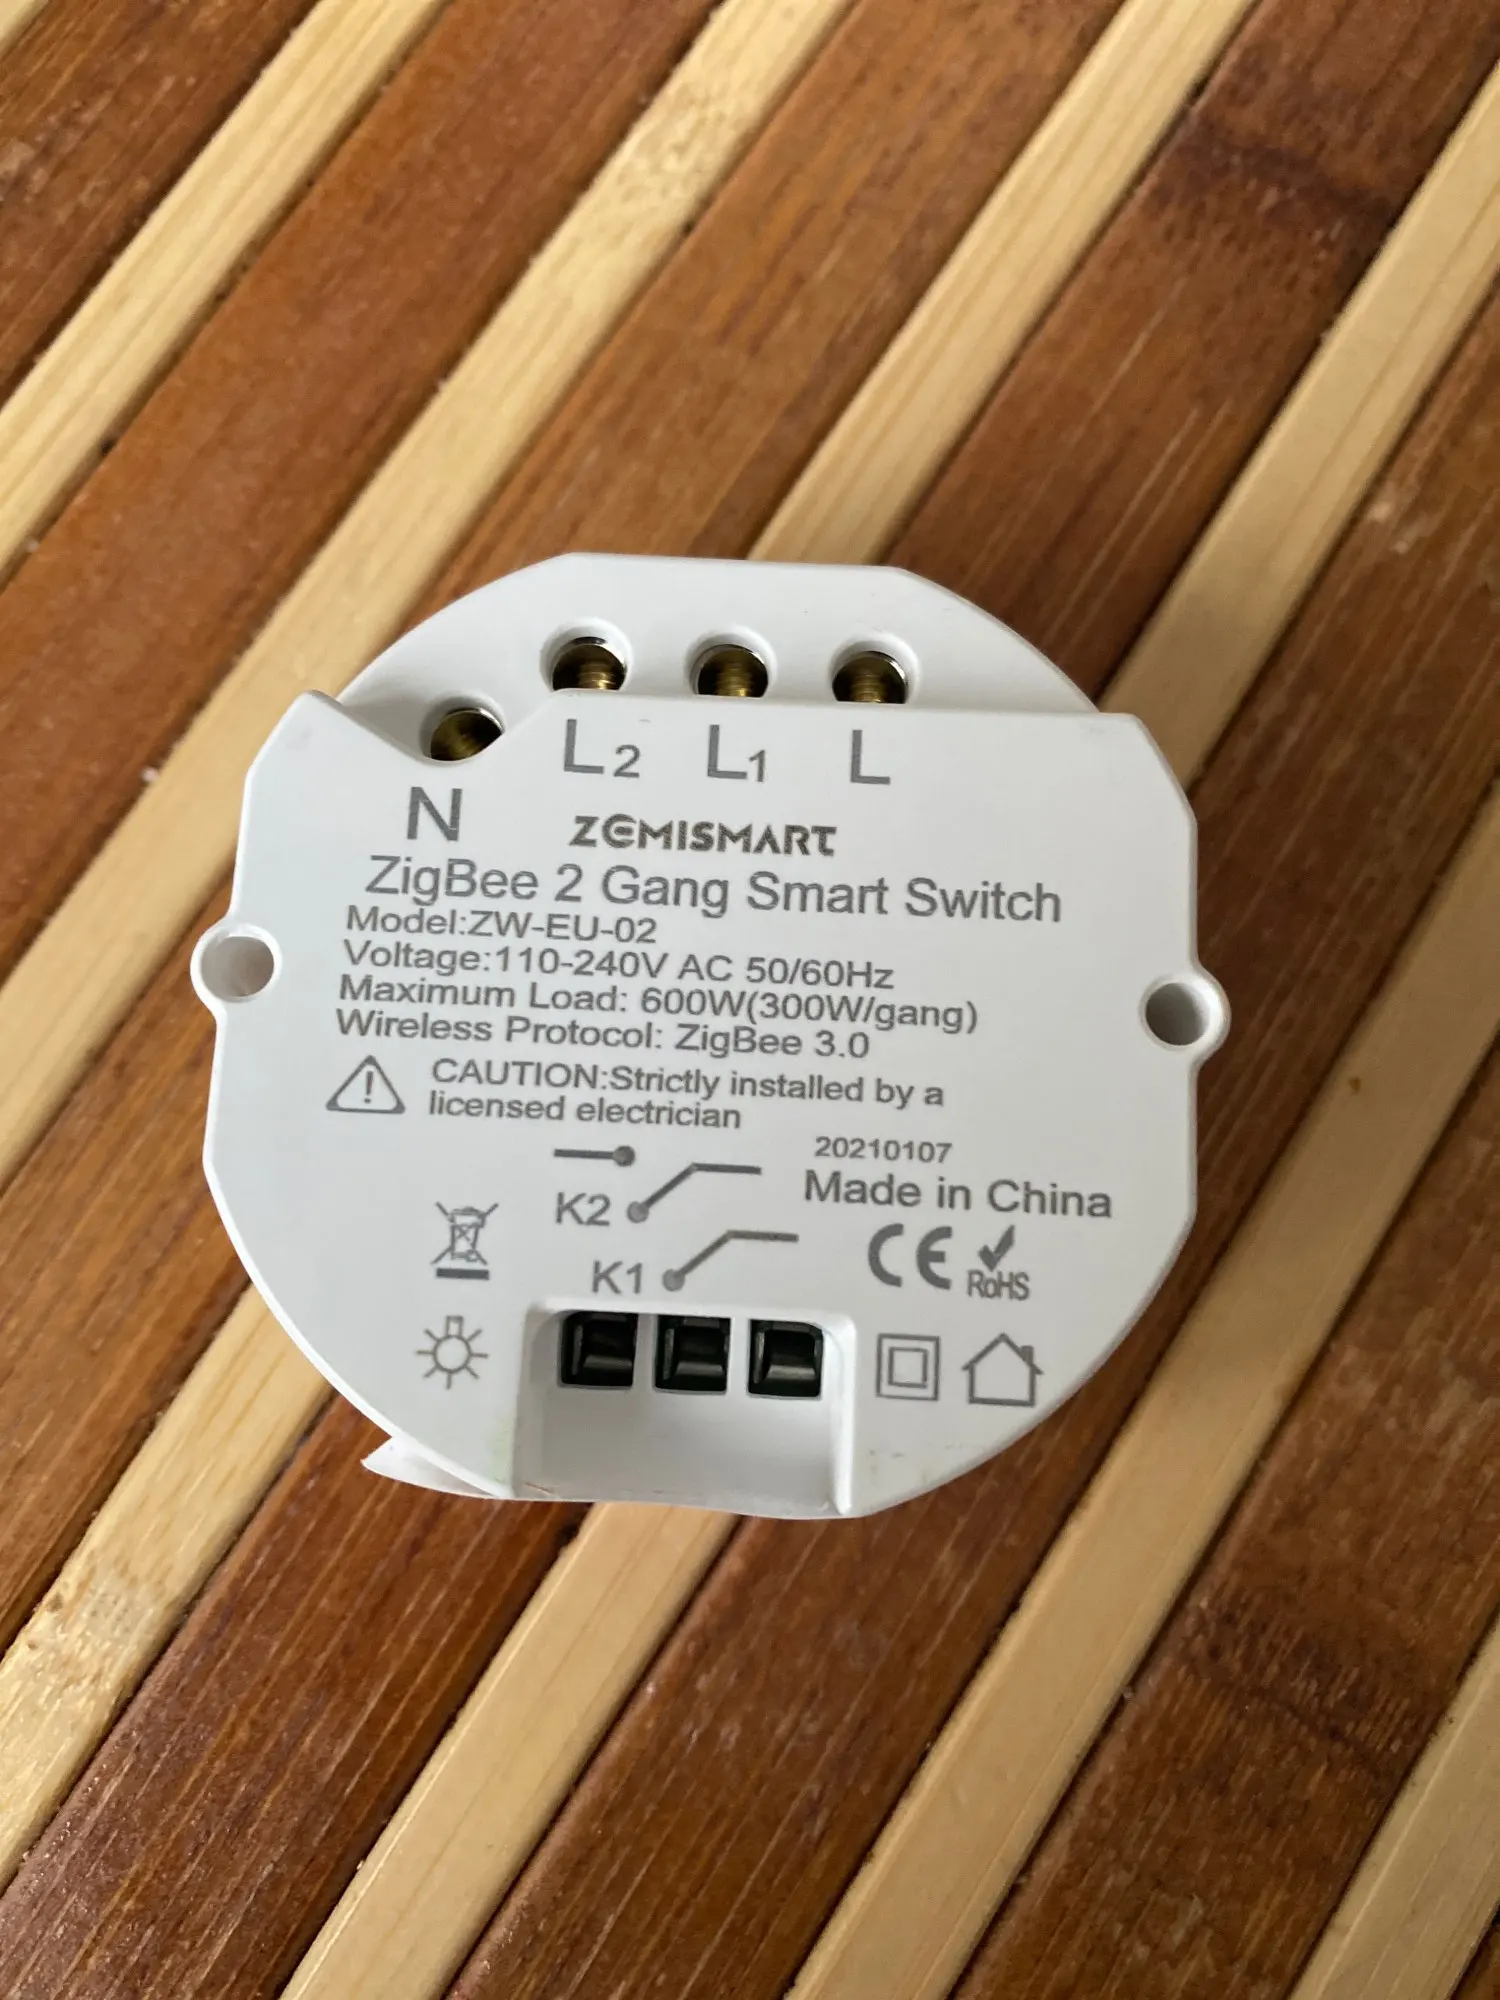 L2 L1 L
N
ZEMISMART
ZigBee 2 Gang Smart Switch
Model:ZW-EU-02
Voltage:110-240V AC 50/60Hz
Maximum Load: 600W(300W/gang)
Wireless Protocol: ZigBee 3.0
CAUTION:Strictly installed by a
licensed electrician
20210107
Made in China
K2
K1
CE
RoHS